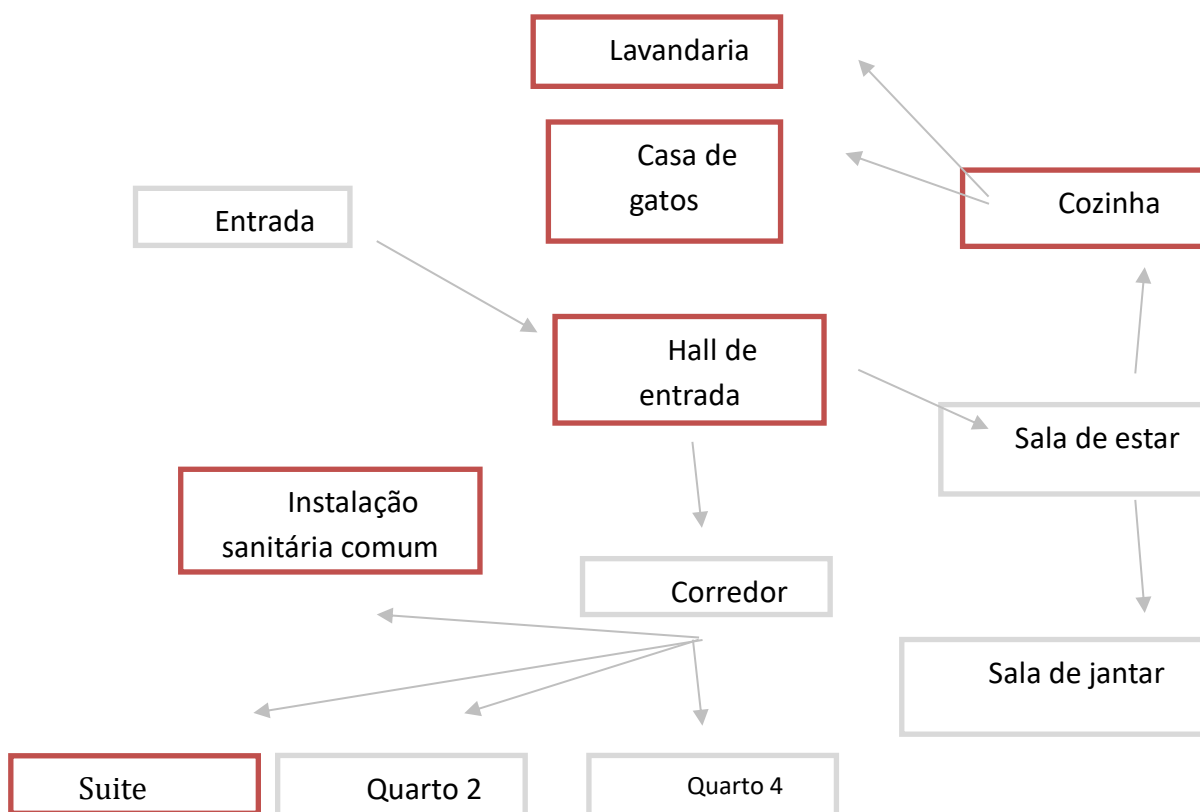 Lavandaria
Casa de
gatos
Cozinha
Entrada
Hall de
entrada
Sala de estar
Instalação
sanitária comum
Corredor
Sala de jantar
Suite
Quarto 2
Quarto 4